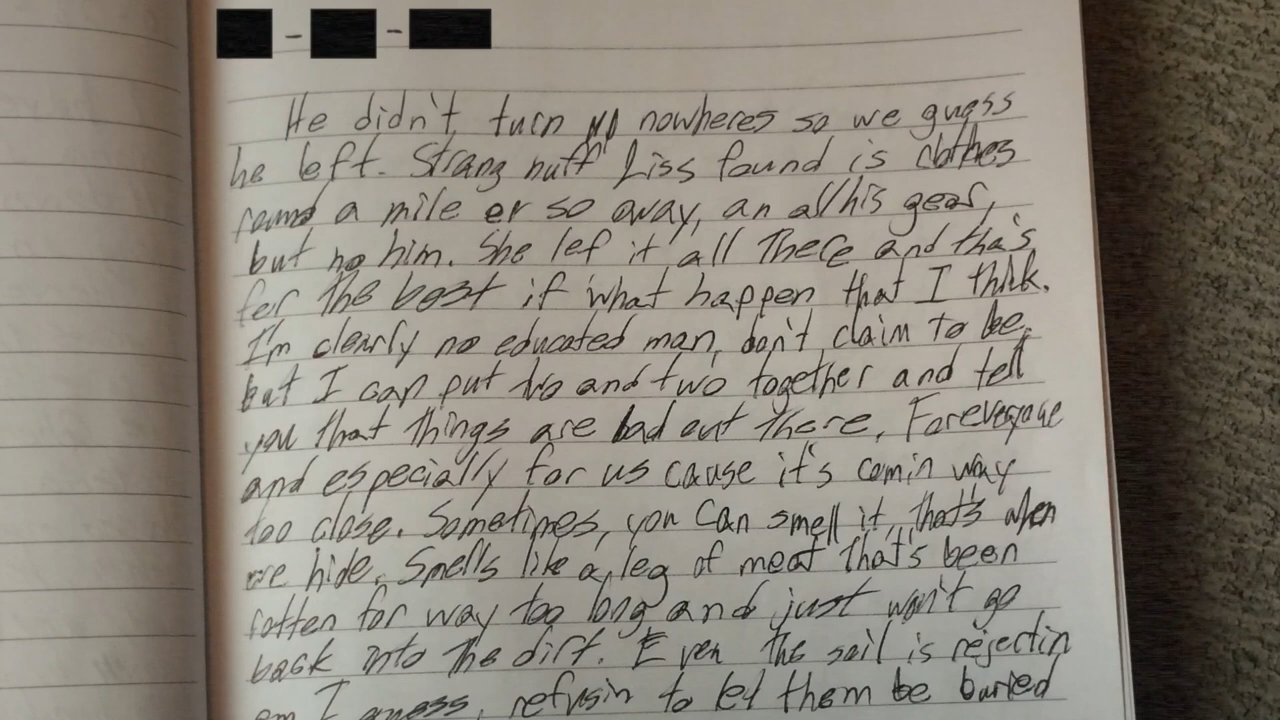 He didn't turn up nowheres so we guess
he left. Strang nuff Liss found is clothes
round a mile er so away, an all his gear,
but no him. She lef it all there and tha's
fer the best if what happen that I think.
I'm clearly no educated man, don't claim to be,
but I can put two and two together and tell
you that things are bad out there. For everyone
and especially for us cause it's comin way
too close. Sometimes, you can smell it, that's when
we hide. Smells like a leg of meat that's been
rotten for way too long and just won't go
back into the dirt. Even the soil is rejectin
em I guess, refusin to let them be buried